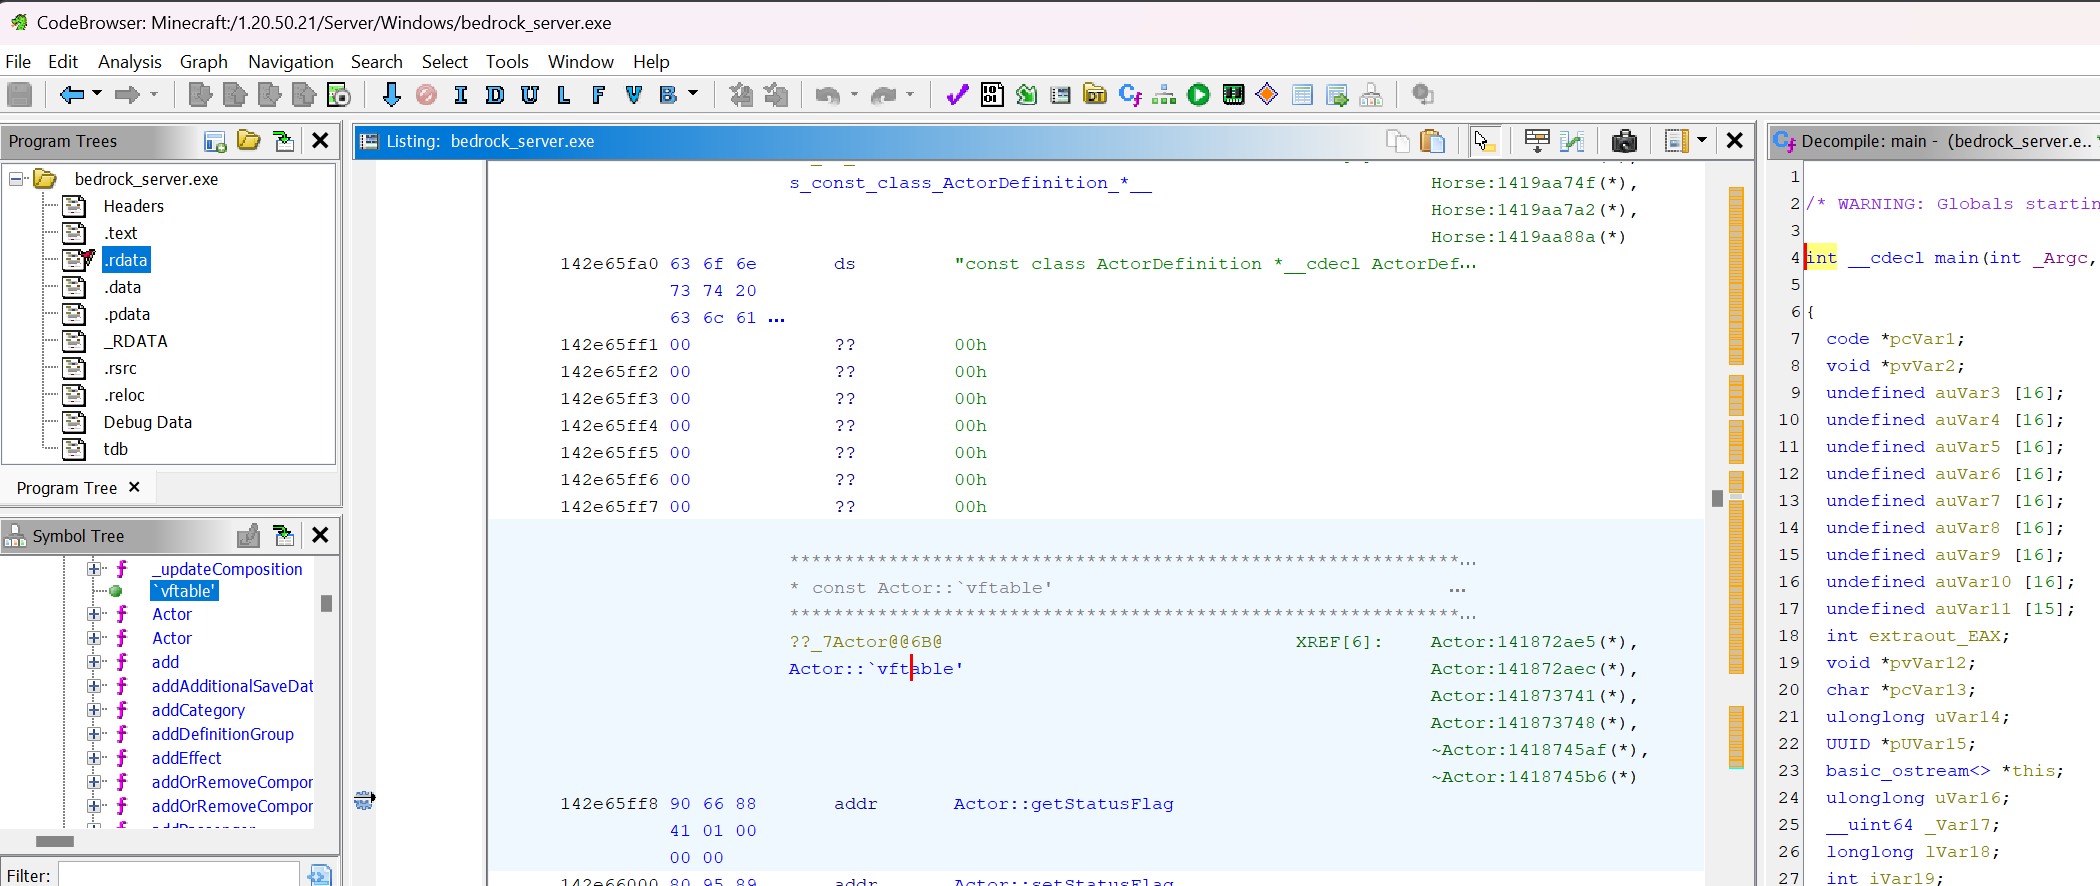 CodeBrowser: Minecraft:/1.20.50.21/Server/Windows/bedrock_server.exe
File Edit Analysis Graph Navigation Search Select Tools Window Help
I D U L F V B
Program Trees
bedrock_server.exe
Headers
.text
.rdata
.data
.pdata
_RDATA
.rsrc
.reloc
Debug Data
tdb
Program Tree
Symbol Tree
_updateComposition
`vftable'
Actor
Actor
add
addAdditionalSaveDat
addCategory
addDefinitionGroup
addEffect
addOrRemoveCompor
addOrRemoveCompor
Filter:
Listing: bedrock_server.exe
s_const_class_ActorDefinition_*__ Horse:1419aa74f(*),
Horse:1419aa7a2(*),
Horse:1419aa88a(*)
142e65fa0 63 6f 6e ds "const class ActorDefinition *__cdecl ActorDef...
73 74 20
63 6c 61 ...
142e65ff1 00 ?? 00h
142e65ff2 00 ?? 00h
142e65ff3 00 ?? 00h
142e65ff4 00 ?? 00h
142e65ff5 00 ?? 00h
142e65ff6 00 ?? 00h
142e65ff7 00 ?? 00h
*************************************************************...
* const Actor::`vftable' ...
*************************************************************...
??_7Actor@@6B@ XREF[6]: Actor:141872ae5(*),
Actor::`vftable' Actor:141872aec(*),
Actor:141873741(*),
Actor:141873748(*),
~Actor:1418745af(*),
~Actor:1418745b6(*)
142e65ff8 90 66 88 addr Actor::getStatusFlag
41 01 00
00 00
142e66000 80 95 89 addr Actor::setStatusFlag
Decompile: main - (bedrock_server.e..
1
2 /* WARNING: Globals startin
3
4 int __cdecl main(int _Argc,
5
6 {
7 code *pcVar1;
8 void *pvVar2;
9 undefined auVar3 [16];
10 undefined auVar4 [16];
11 undefined auVar5 [16];
12 undefined auVar6 [16];
13 undefined auVar7 [16];
14 undefined auVar8 [16];
15 undefined auVar9 [16];
16 undefined auVar10 [16];
17 undefined auVar11 [15];
18 int extraout_EAX;
19 void *pvVar12;
20 char *pcVar13;
21 ulonglong uVar14;
22 UUID *pUVar15;
23 basic_ostream<> *this;
24 ulonglong uVar16;
25 __uint64 _Var17;
26 longlong lVar18;
27 int iVar19;